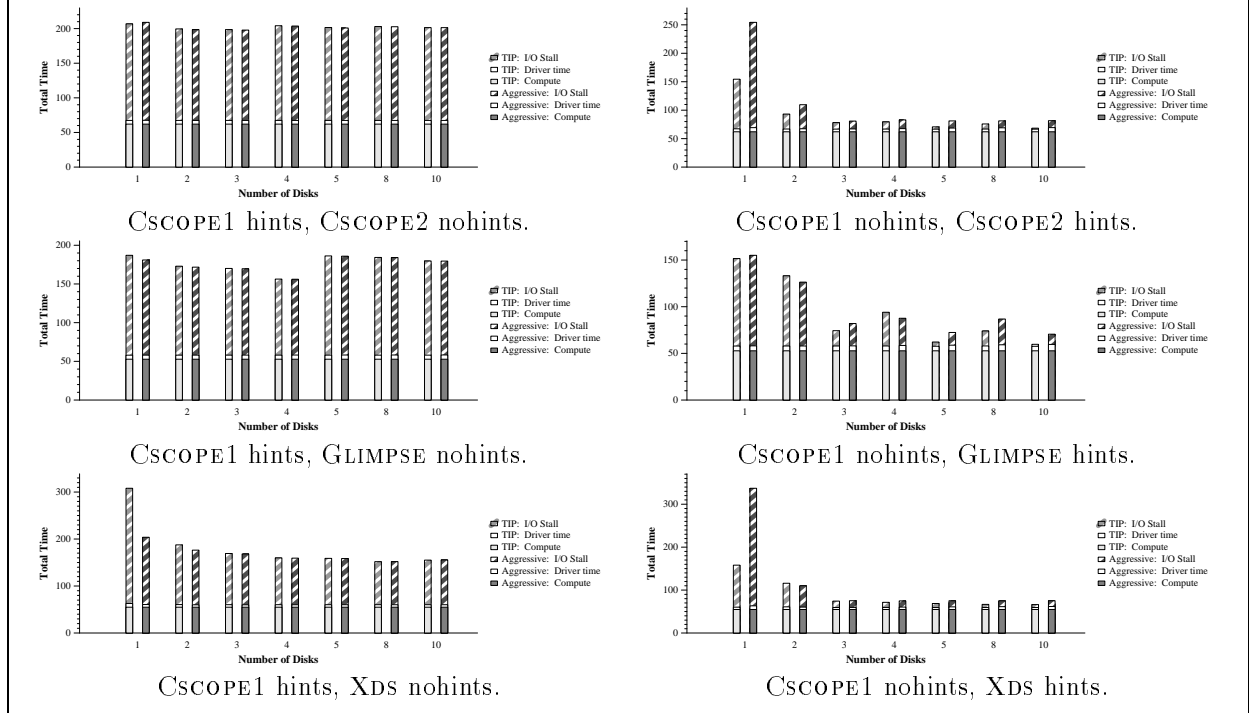 Total Time
200
150
100
50
0
1 2 3 4 5 8 10
Number of Disks
TIP: I/O Stall
TIP: Driver time
TIP: Compute
Aggressive: I/O Stall
Aggressive: Driver time
Aggressive: Compute
CSCOPE1 hints, CSCOPE2 nohints.
Total Time
250
200
150
100
50
0
1 2 3 4 5 8 10
Number of Disks
TIP: I/O Stall
TIP: Driver time
TIP: Compute
Aggressive: I/O Stall
Aggressive: Driver time
Aggressive: Compute
CSCOPE1 nohints, CSCOPE2 hints.
Total Time
200
150
100
50
0
1 2 3 4 5 8 10
Number of Disks
TIP: I/O Stall
TIP: Driver time
TIP: Compute
Aggressive: I/O Stall
Aggressive: Driver time
Aggressive: Compute
CSCOPE1 hints, GLIMPSE nohints.
Total Time
150
100
50
0
1 2 3 4 5 8 10
Number of Disks
TIP: I/O Stall
TIP: Driver time
TIP: Compute
Aggressive: I/O Stall
Aggressive: Driver time
Aggressive: Compute
CSCOPE1 nohints, GLIMPSE hints.
Total Time
300
200
100
0
1 2 3 4 5 8 10
Number of Disks
TIP: I/O Stall
TIP: Driver time
TIP: Compute
Aggressive: I/O Stall
Aggressive: Driver time
Aggressive: Compute
CSCOPE1 hints, XDS nohints.
Total Time
300
200
100
0
1 2 3 4 5 8 10
Number of Disks
TIP: I/O Stall
TIP: Driver time
TIP: Compute
Aggressive: I/O Stall
Aggressive: Driver time
Aggressive: Compute
CSCOPE1 nohints, XDS hints.